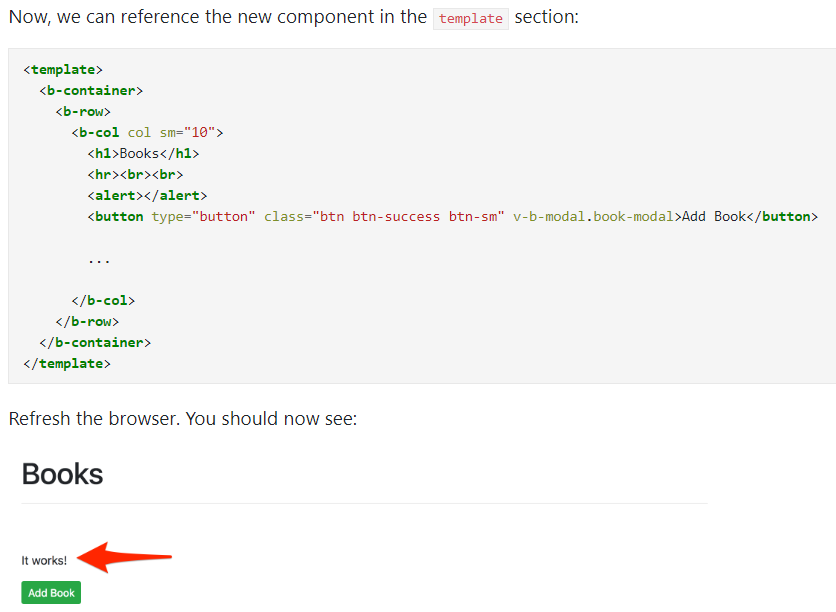 Now, we can reference the new component in the template section:
<template>
<b-container>
<b-row>
<b-col col sm="10">
<h1>Books</h1>
<hr><br><br>
<alert></alert>
<button type="button" class="btn btn-success btn-sm" v-b-modal.book-modal>Add Book</button>
...
</b-col>
</b-row>
</b-container>
</template>
Refresh the browser. You should now see:
Books
It works!
Add Book